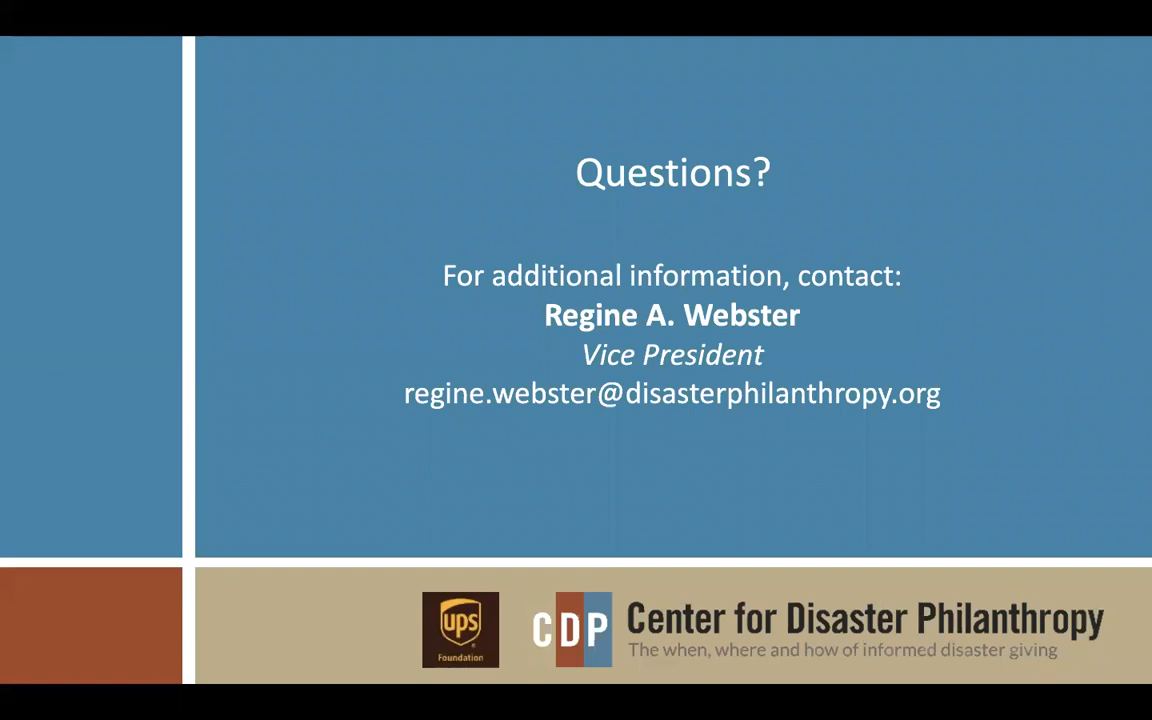 Questions?
For additional information, contact:
Regine A. Webster
Vice President
regine.webster@disasterphilanthropy.org
ups
Foundation
CDP
Center for Disaster Philanthropy
The when, where and how of informed disaster giving